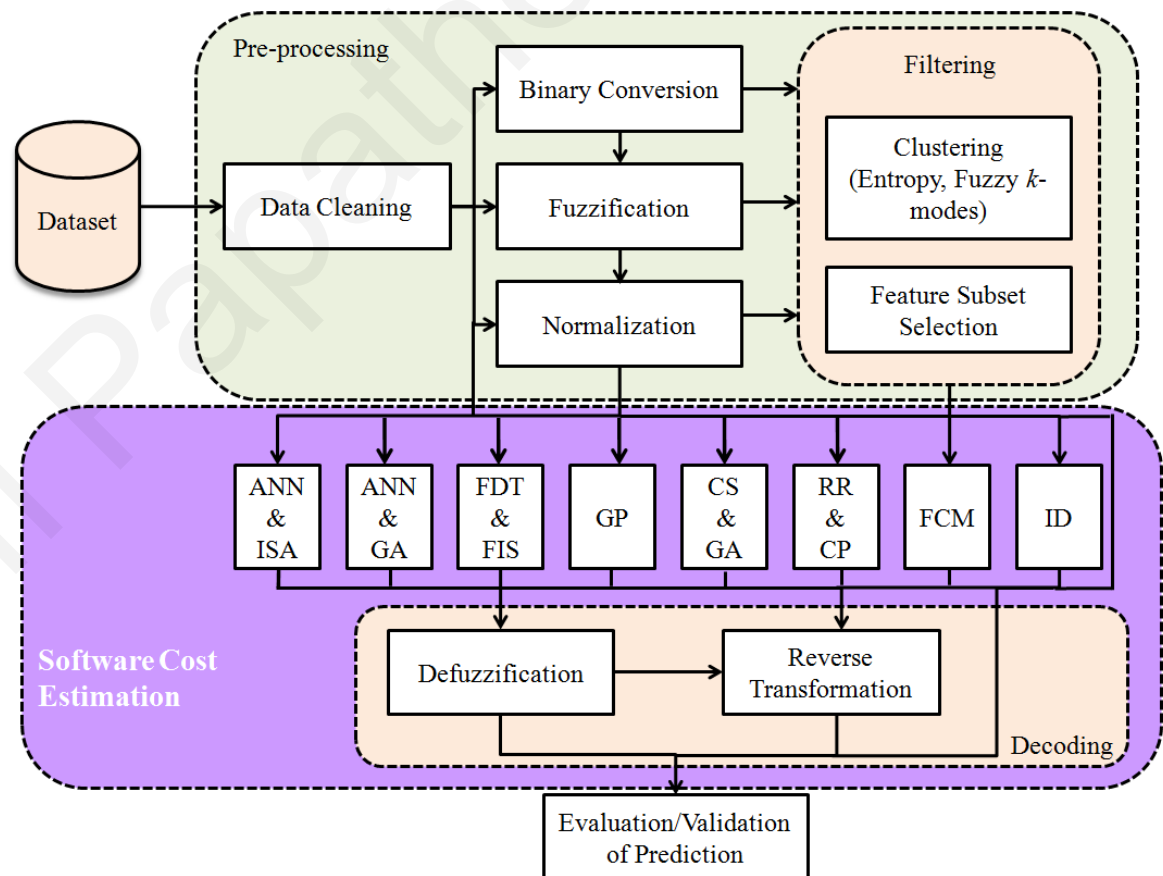 Pre-processing
Binary Conversion
Filtering
Clustering
(Entropy, Fuzzy k-
modes)
Dataset
Data Cleaning
Fuzzification
Normalization
Feature Subset
Selection
ANN
&
ISA
ANN
&
GA
FDT
&
FIS
GP
CS
&
GA
RR
&
CP
FCM
ID
Software Cost
Estimation
Defuzzification
Reverse
Transformation
Decoding
Evaluation/Validation
of Prediction